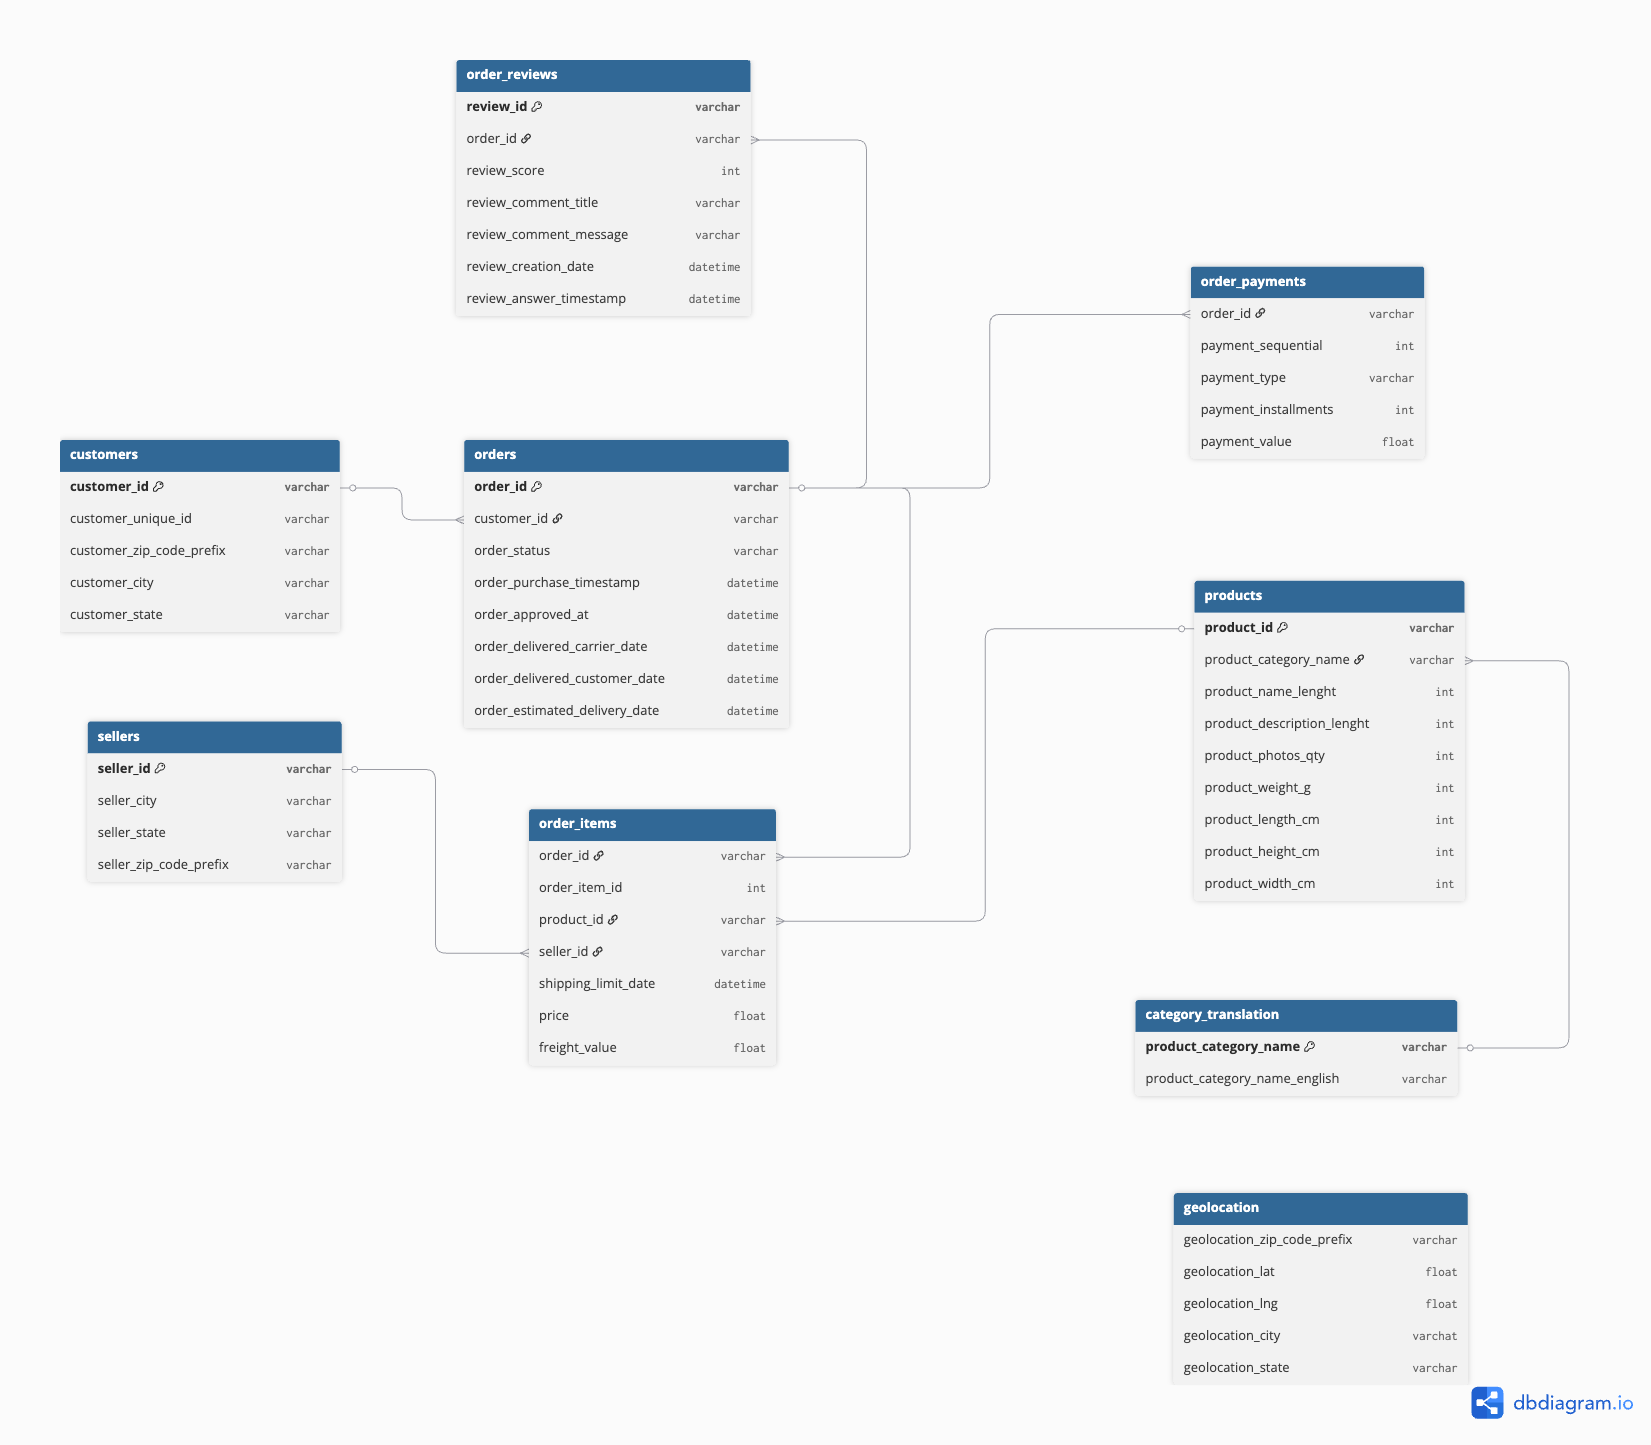 order_reviews
review_id varchar
order_id varchar
review_score int
review_comment_title varchar
review_comment_message varchar
review_creation_date datetime
review_answer_timestamp datetime
order_payments
order_id varchar
payment_sequential int
payment_type varchar
payment_installments int
payment_value float
customers
customer_id varchar
customer_unique_id varchar
customer_zip_code_prefix varchar
customer_city varchar
customer_state varchar
orders
order_id varchar
customer_id varchar
order_status varchar
order_purchase_timestamp datetime
order_approved_at datetime
order_delivered_carrier_date datetime
order_delivered_customer_date datetime
order_estimated_delivery_date datetime
products
product_id varchar
product_category_name varchar
product_name_lenght int
product_description_lenght int
product_photos_qty int
product_weight_g int
product_length_cm int
product_height_cm int
product_width_cm int
sellers
seller_id varchar
seller_city varchar
seller_state varchar
seller_zip_code_prefix varchar
order_items
order_id varchar
order_item_id int
product_id varchar
seller_id varchar
shipping_limit_date datetime
price float
freight_value float
category_translation
product_category_name varchar
product_category_name_english varchar
geolocation
geolocation_zip_code_prefix varchar
geolocation_lat float
geolocation_lng float
geolocation_city varchat
geolocation_state varchar
dbdiagram.io